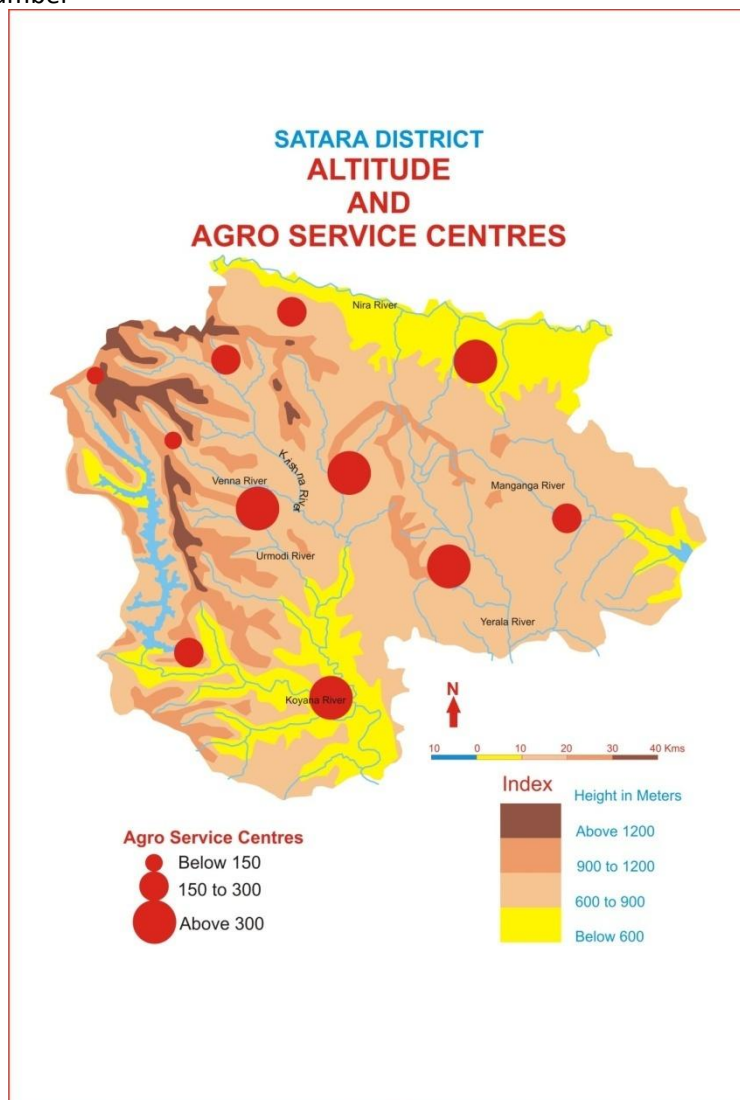 SATARA DISTRICT
ALTITUDE
AND
AGRO SERVICE CENTRES
Nira River
Krishna River
Venna River
Manganga River
Urmodi River
Yerala River
Koyana River
N
10 0 10 20 30 40 Kms
Index
Height in Meters
Above 1200
900 to 1200
600 to 900
Below 600
Agro Service Centres
Below 150
150 to 300
Above 300